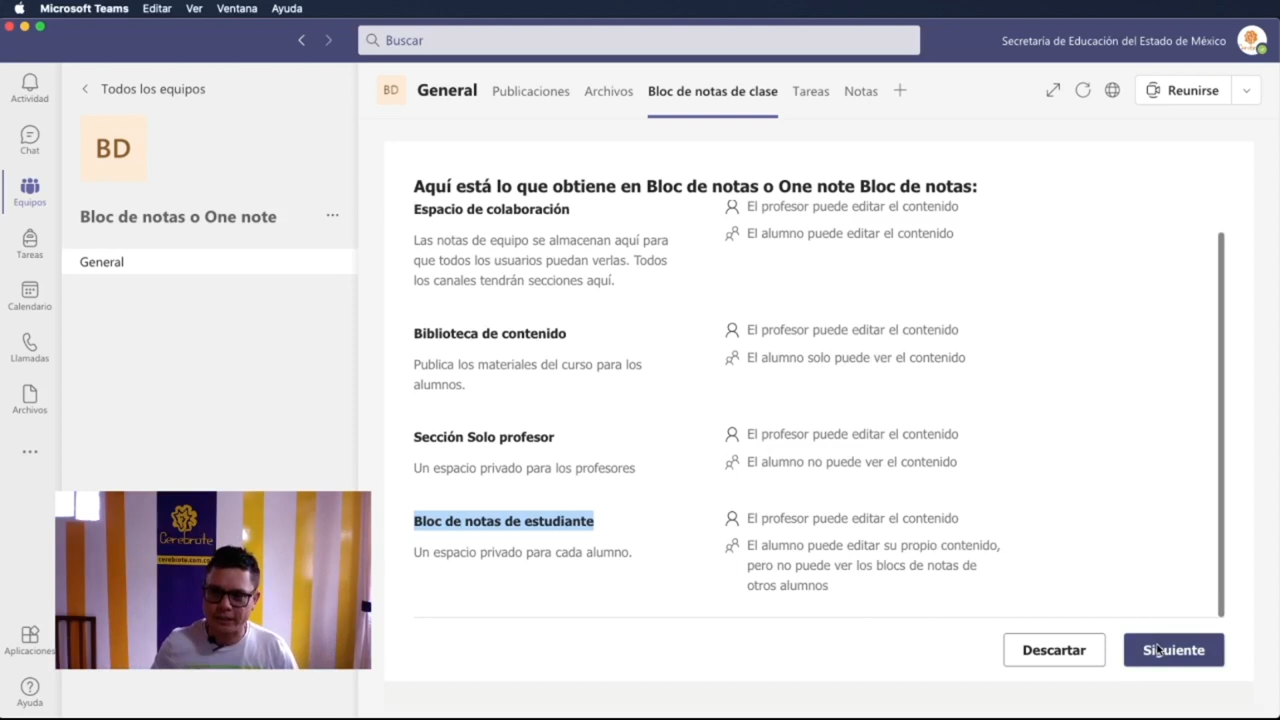 Microsoft Teams Editar Ver Ventana Ayuda
Buscar
Secretaría de Educación del Estado de México
Actividad
Chat
Equipos
Tareas
Calendario
Llamadas
Archivos
Aplicaciones
Ayuda
Todos los equipos
BD
Bloc de notas o One note
General
BD General Publicaciones Archivos Bloc de notas de clase Tareas Notas
Reunirse
Aquí está lo que obtiene en Bloc de notas o One note Bloc de notas:
Espacio de colaboración
Las notas de equipo se almacenan aquí para
que todos los usuarios puedan verlas. Todos
los canales tendrán secciones aquí.
El profesor puede editar el contenido
El alumno puede editar el contenido
Biblioteca de contenido
Publica los materiales del curso para los
alumnos.
El profesor puede editar el contenido
El alumno solo puede ver el contenido
Sección Solo profesor
Un espacio privado para los profesores
El profesor puede editar el contenido
El alumno no puede ver el contenido
Bloc de notas de estudiante
Un espacio privado para cada alumno.
El profesor puede editar el contenido
El alumno puede editar su propio contenido,
pero no puede ver los blocs de notas de
otros alumnos
Descartar
Siguiente
Cerebrote
cerebrote.com